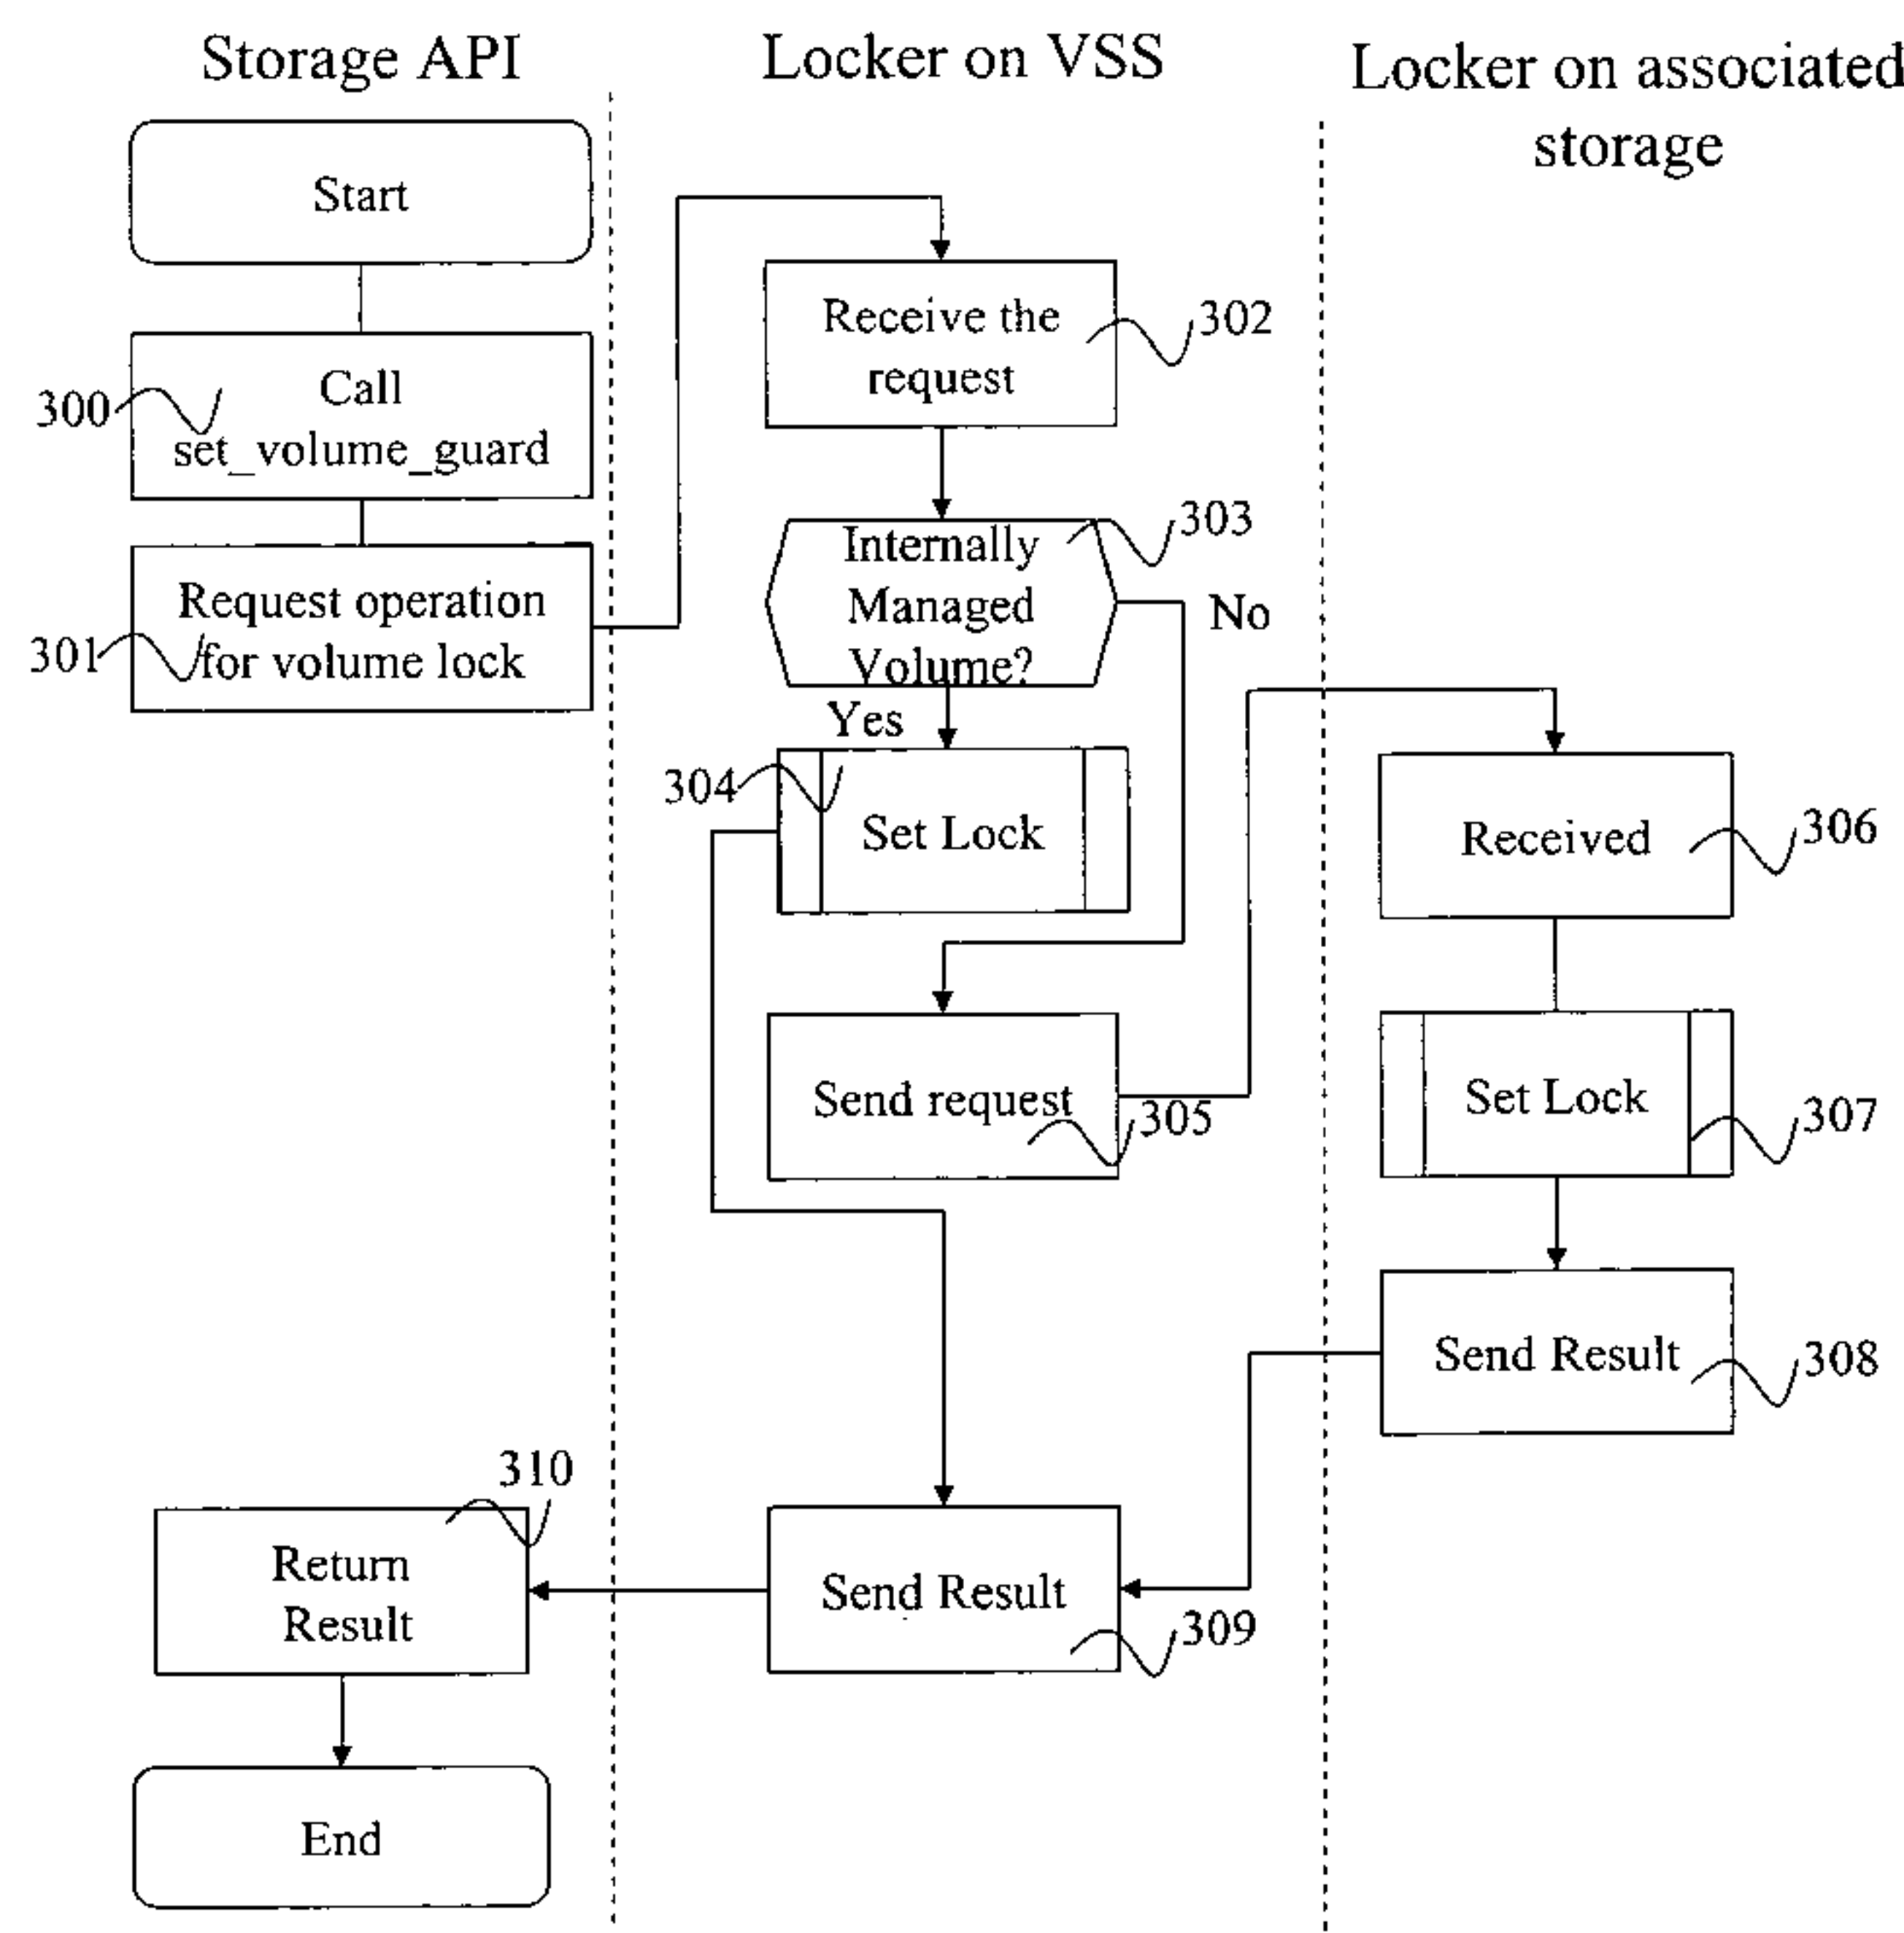 Storage API
Locker on VSS
Locker on associated
storage
Start
Call
set_volume_guard
300
Request operation
for volume lock
301
Receive the
request
302
Internally
Managed
Volume?
303
No
Yes
304
Set Lock
Send request
305
Received
306
Set Lock
307
Send Result
308
Send Result
309
310
Return
Result
End